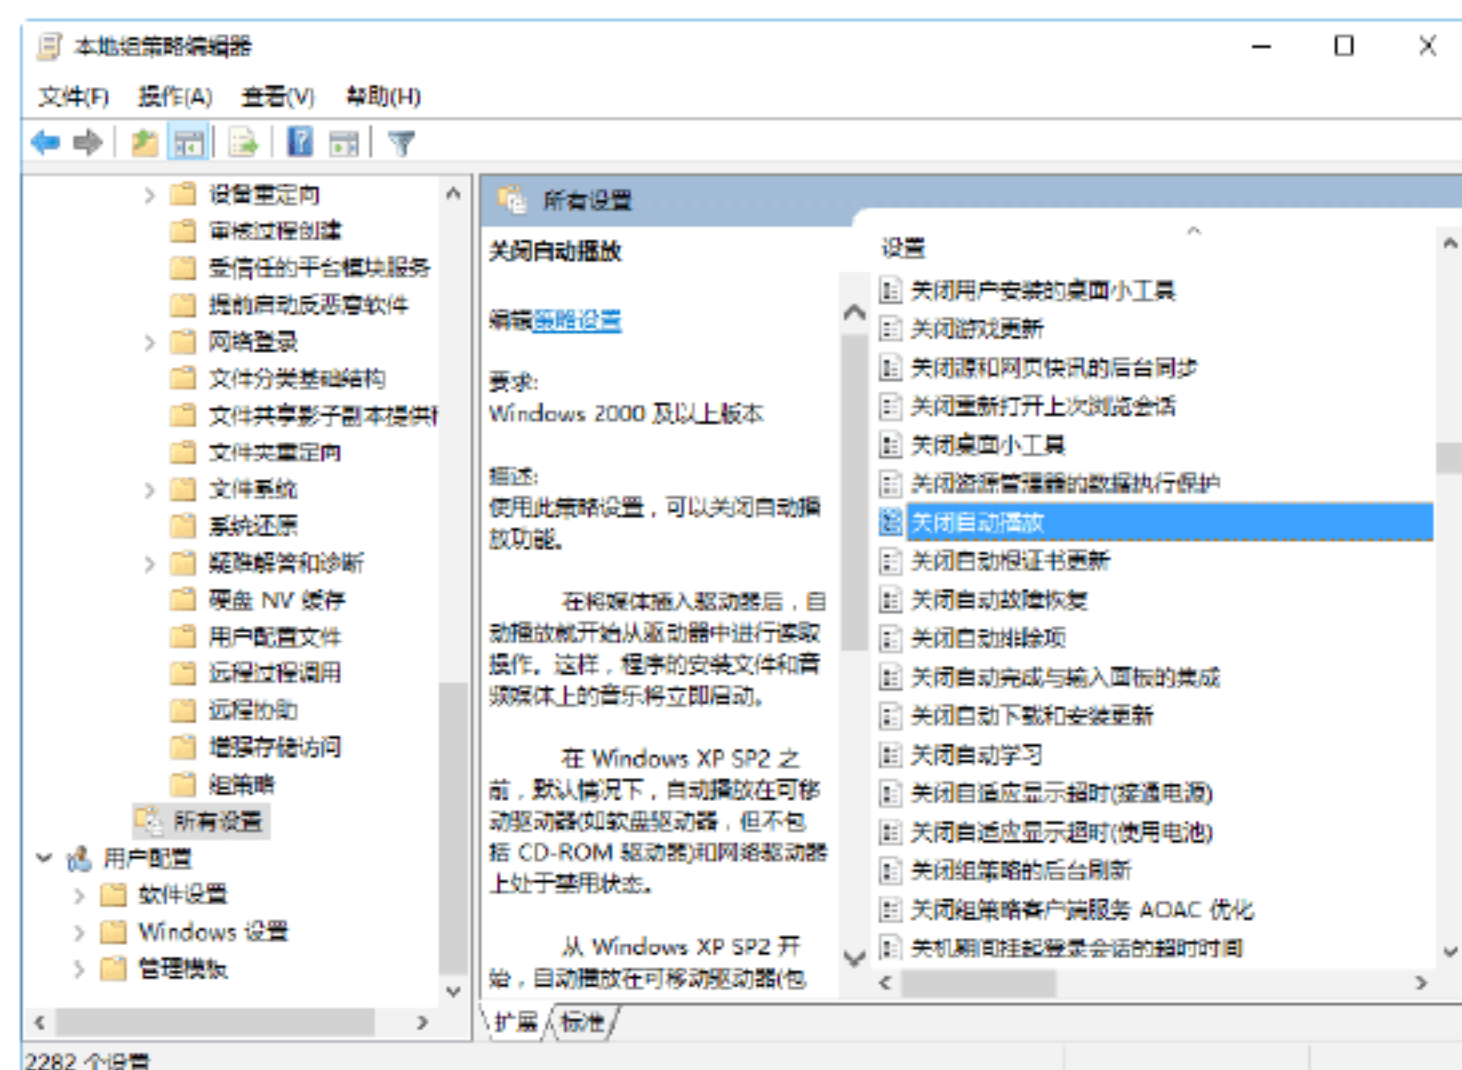 本地组策略编辑器
文件(F) 操作(A) 查看(V) 帮助(H)
设备重定向
审核过程创建
受信任的平台模块服务
提前启动反恶意软件
网络登录
文件分类基础结构
文件共享影子副本提供
文件夹重定向
文件系统
系统还原
疑难解答和诊断
硬盘 NV 缓存
用户配置文件
远程过程调用
远程协助
增强存储访问
组策略
所有设置
用户配置
软件设置
Windows 设置
管理模板
所有设置
关闭自动播放
编辑策略设置
要求:
Windows 2000 及以上版本
描述:
使用此策略设置，可以关闭自动播
放功能。
在将媒体插入驱动器后，自
动播放就开始从驱动器中进行读取
操作。这样，程序的安装文件和音
频媒体上的音乐将立即启动。
在 Windows XP SP2 之
前，默认情况下，自动播放在可移
动驱动器(如软盘驱动器，但不包
括 CD-ROM 驱动器)和网络驱动器
上处于禁用状态。
从 Windows XP SP2 开
始，自动播放在可移动驱动器(包
设置
关闭用户安装的桌面小工具
关闭游戏更新
关闭源和网页快讯的后台同步
关闭重新打开上次浏览会话
关闭桌面小工具
关闭资源管理器的数据执行保护
关闭自动播放
关闭自动根证书更新
关闭自动故障恢复
关闭自动排除项
关闭自动完成与输入面板的集成
关闭自动下载和安装更新
关闭自动学习
关闭自适应显示超时(接通电源)
关闭自适应显示超时(使用电池)
关闭组策略的后台刷新
关闭组策略客户端服务 AOAC 优化
关机期间挂起登录会话的超时时间
扩展 标准
2282 个设置